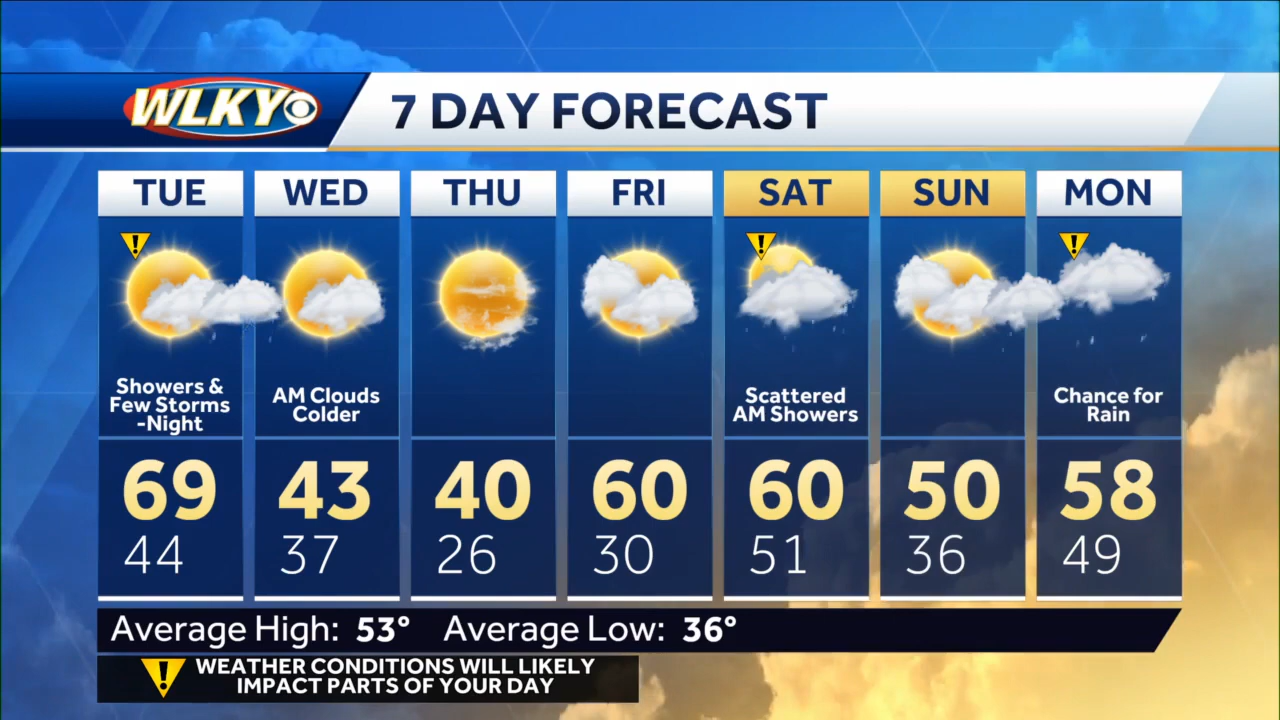 WLKY
7 DAY FORECAST
TUE WED THU FRI SAT SUN MON
! ! !
Showers &
Few Storms
-Night
AM Clouds
Colder
Scattered
AM Showers
Chance for
Rain
69 43 40 60 60 50 58
44 37 26 30 51 36 49
Average High: 53° Average Low: 36°
! WEATHER CONDITIONS WILL LIKELY
IMPACT PARTS OF YOUR DAY